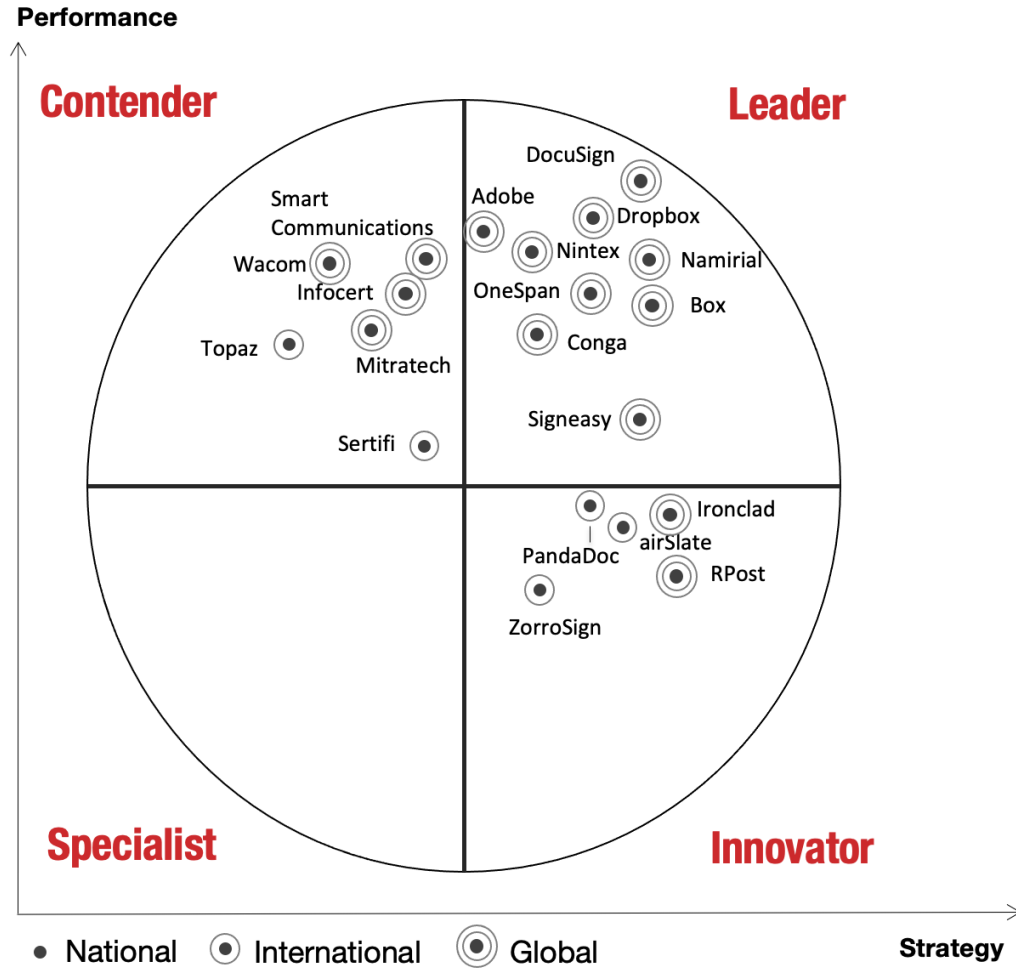 Performance
Contender
Leader
DocuSign
Smart
Communications
Adobe
Dropbox
Wacom
Nintex
Namirial
Infocert
OneSpan
Box
Topaz
Mitratech
Conga
Signeasy
Sertifi
Ironclad
airSlate
PandaDoc
RPost
ZorroSign
Specialist
Innovator
National
International
Global
Strategy